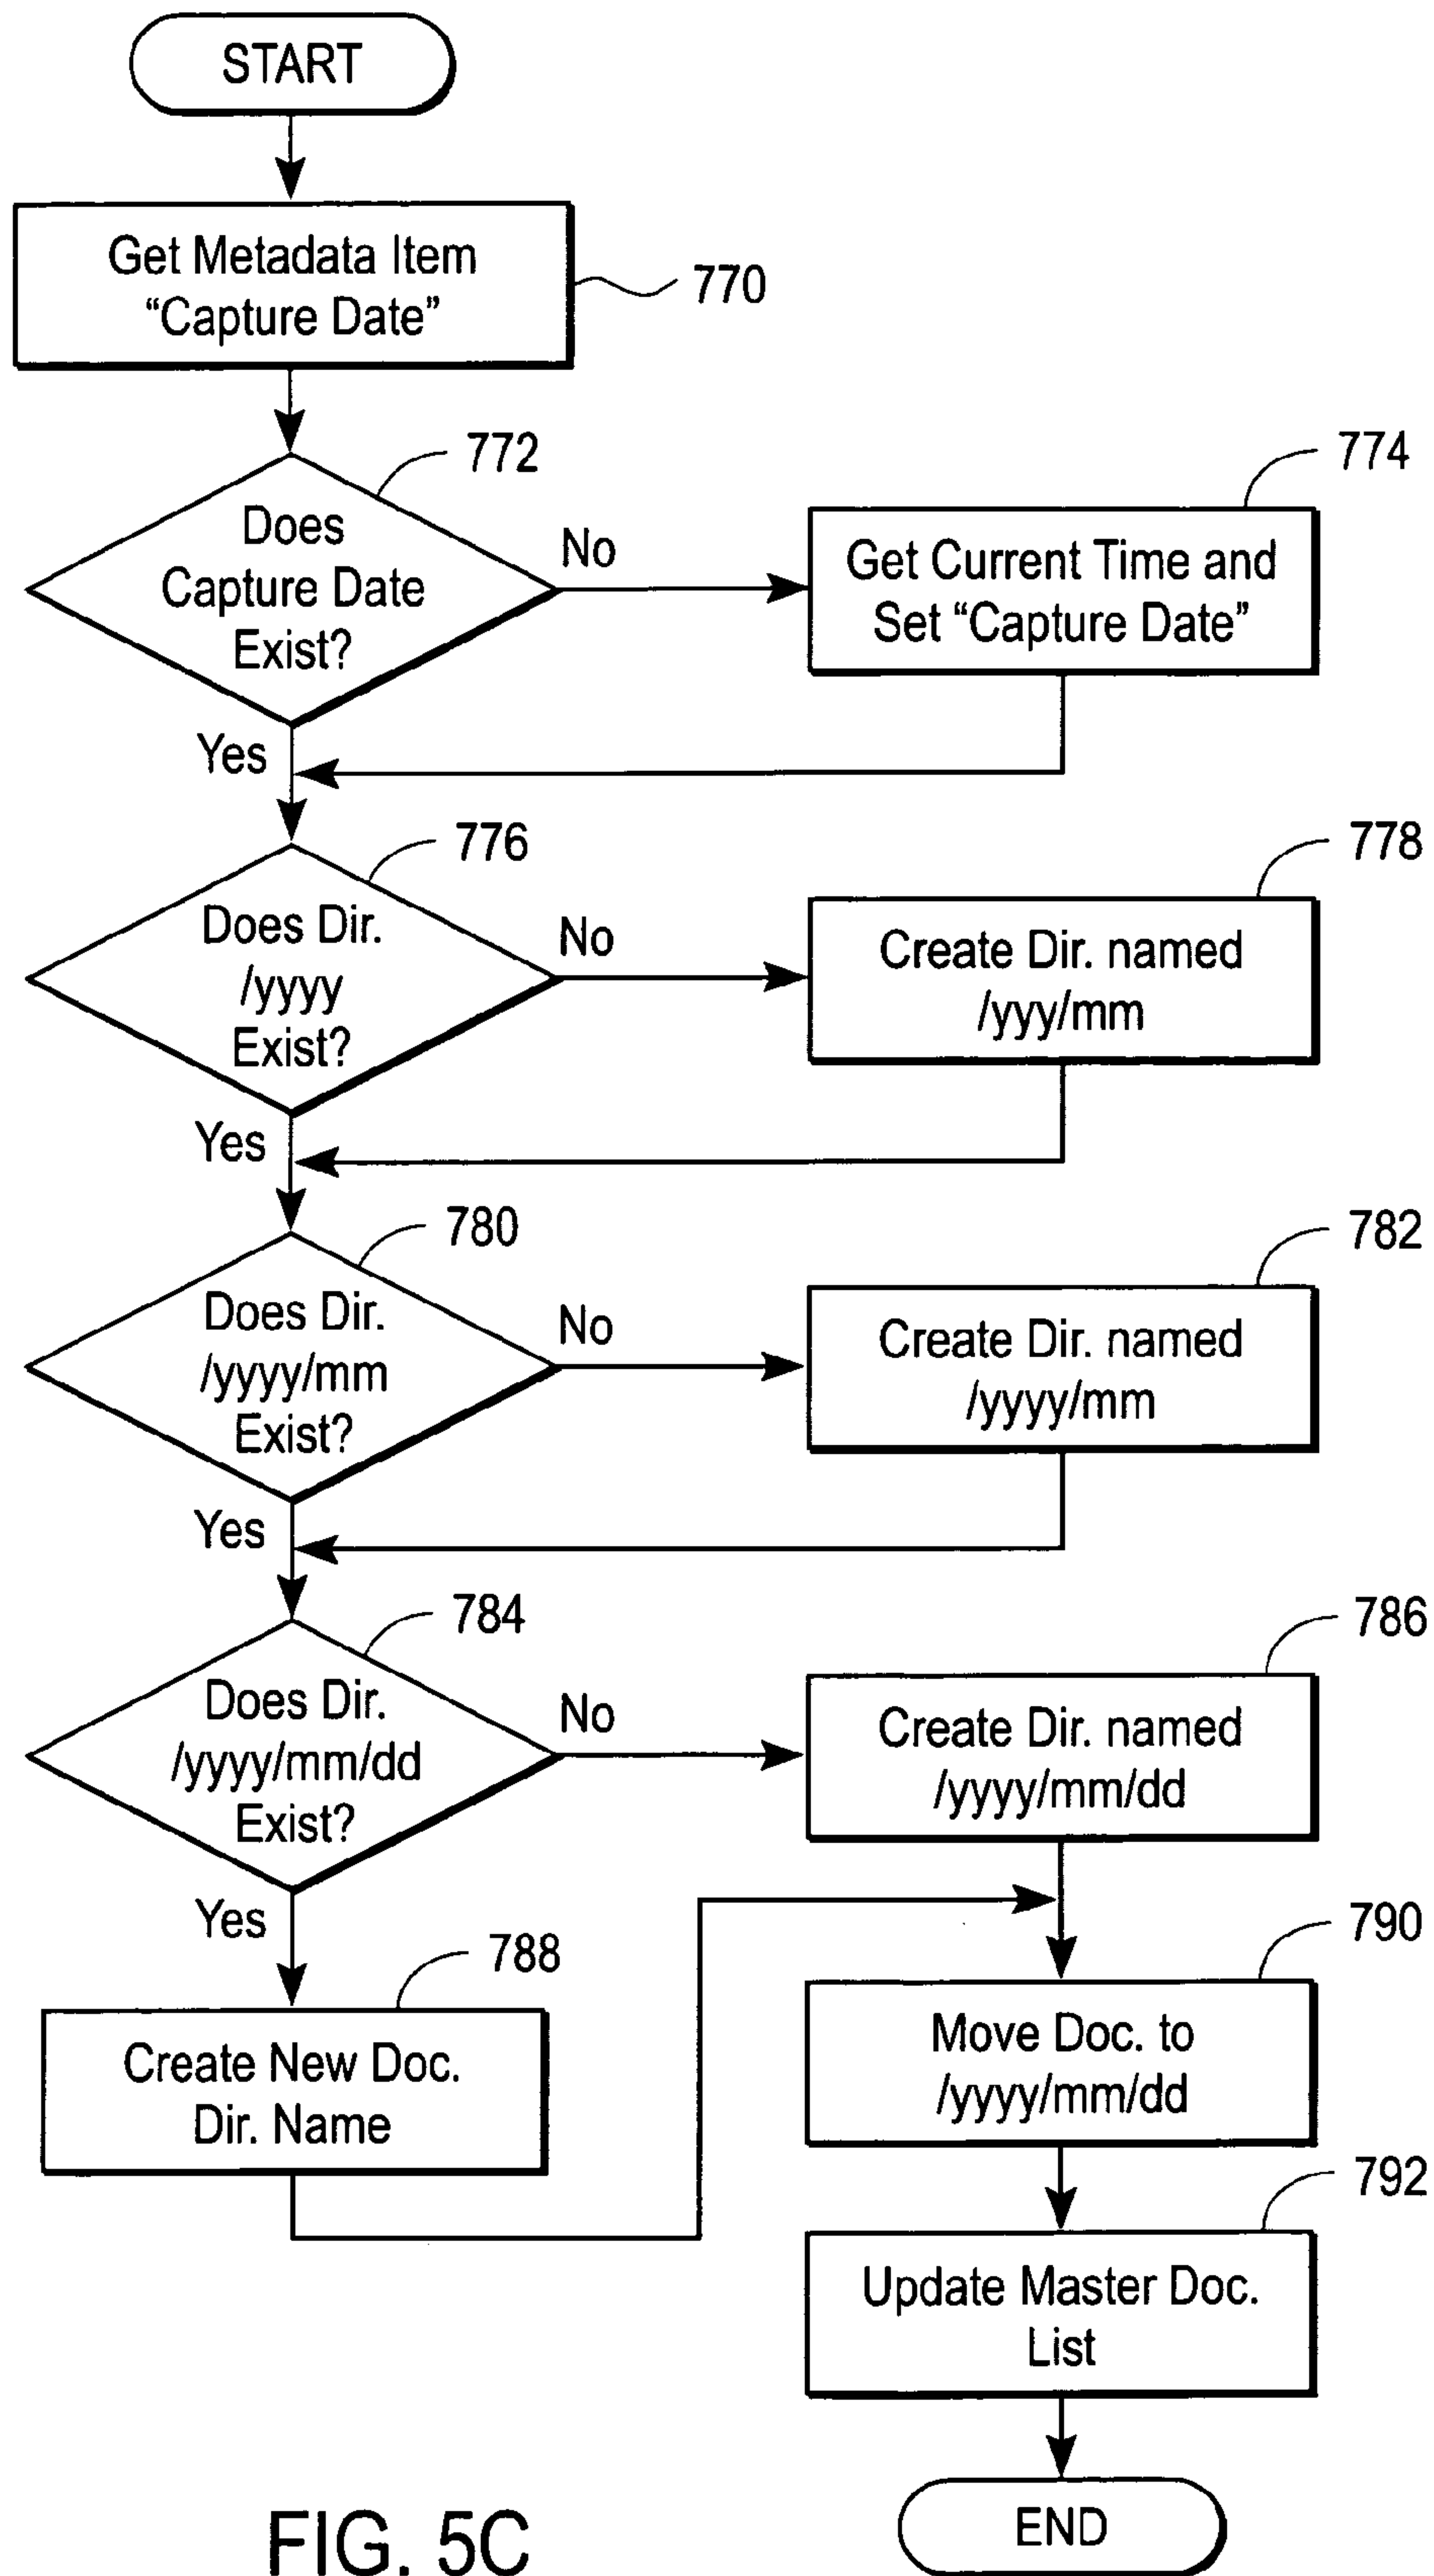 START
Get Metadata Item
“Capture Date”
770
772
Does
Capture Date
Exist?
No
774
Get Current Time and
Set “Capture Date”
Yes
776
Does Dir.
/yyyy
Exist?
No
778
Create Dir. named
/yyy/mm
Yes
780
Does Dir.
/yyyy/mm
Exist?
No
782
Create Dir. named
/yyyy/mm
Yes
784
Does Dir.
/yyyy/mm/dd
Exist?
No
786
Create Dir. named
/yyyy/mm/dd
Yes
788
Create New Doc.
Dir. Name
790
Move Doc. to
/yyyy/mm/dd
792
Update Master Doc.
List
END
FIG. 5C